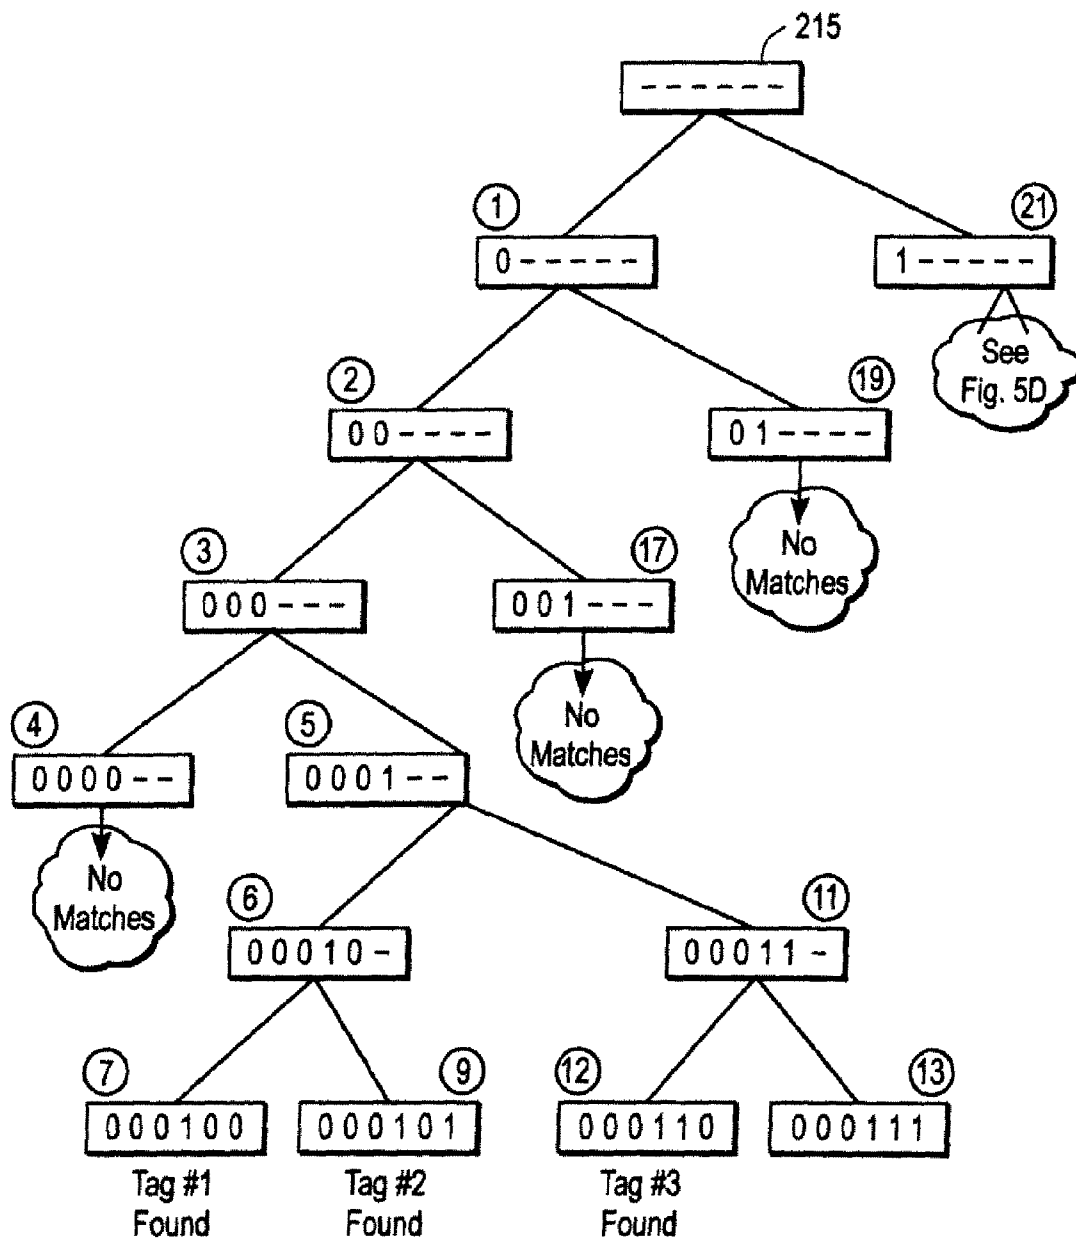 215
------
1
21
0-----
1-----
See
Fig. 5D
2
19
00----
01----
No
Matches
3
17
000---
001---
No
Matches
4
5
0000--
0001--
No
Matches
6
11
00010-
00011-
7
9
12
13
000100
000101
000110
000111
Tag #1
Found
Tag #2
Found
Tag #3
Found